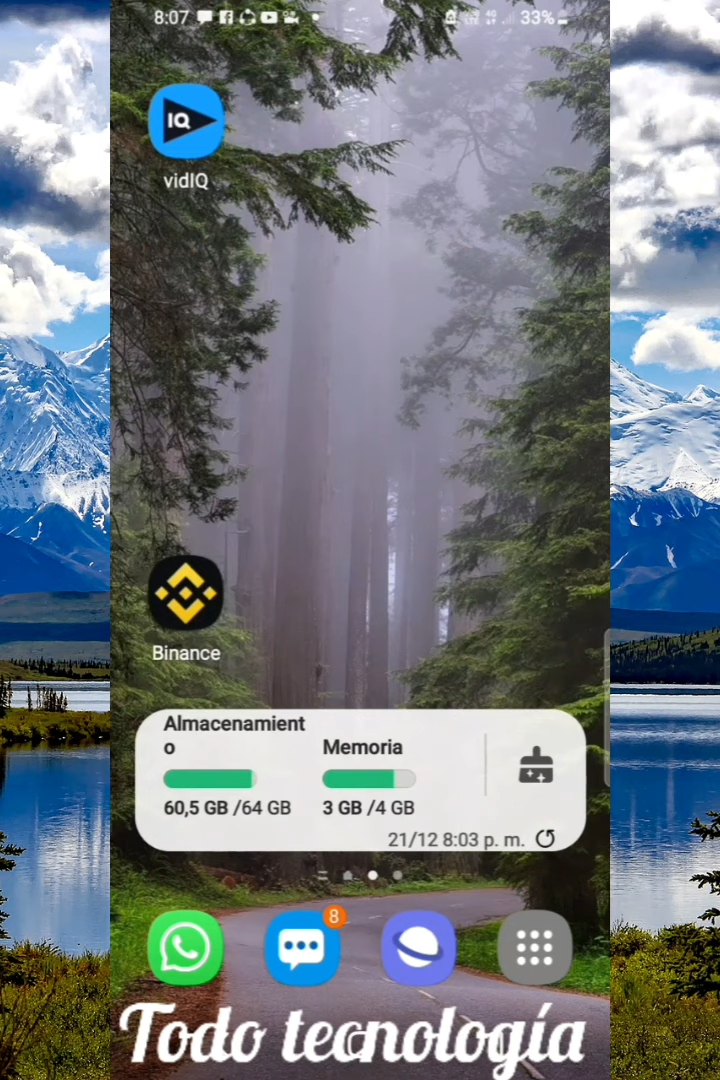 8:07
33%
IQ
vidIQ
Binance
Almacenamient
o
Memoria
60,5 GB /64 GB
3 GB /4 GB
21/12 8:03 p. m.
8
Todo tecnología